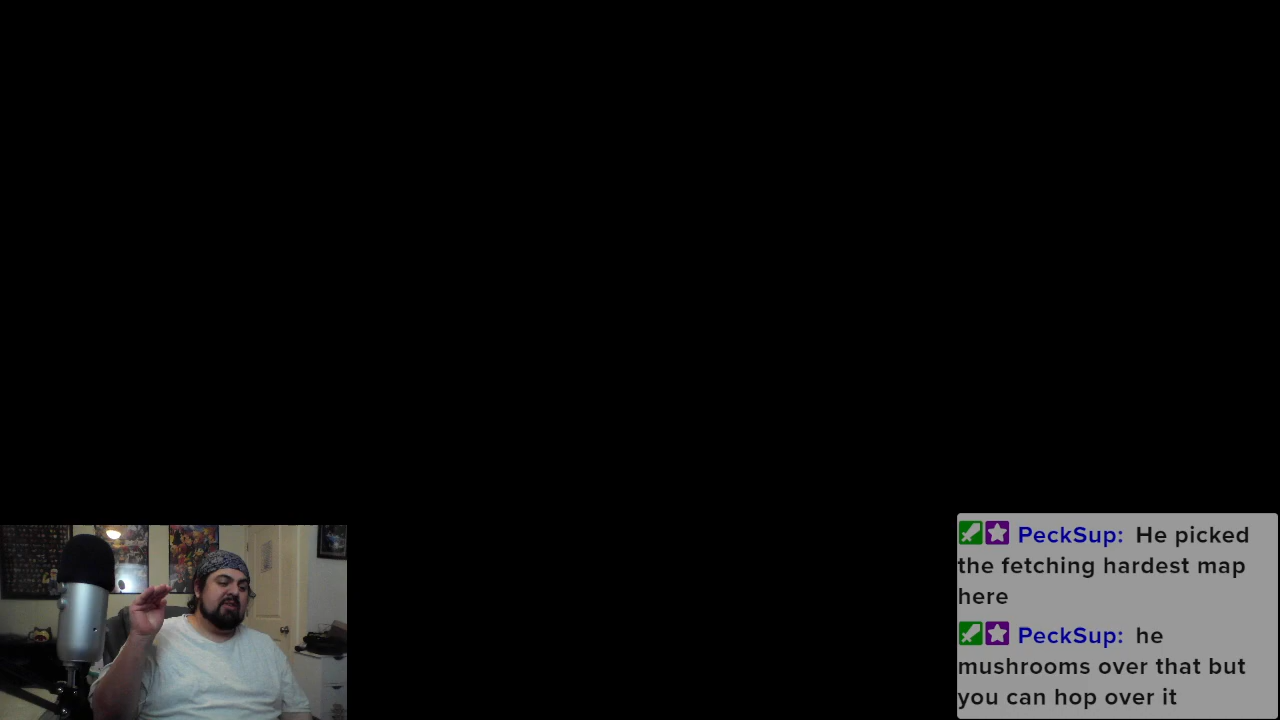 PeckSup: He picked
the fetching hardest map
here
PeckSup: he
mushrooms over that but
you can hop over it